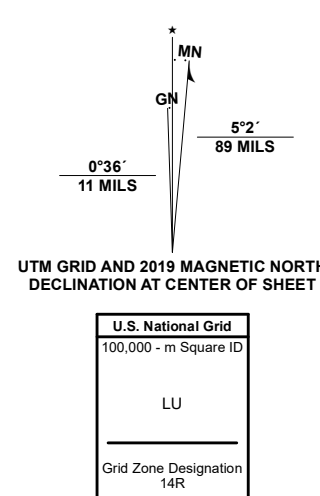 ★
MN
GN
5°2´
89 MILS
0°36´
11 MILS
UTM GRID AND 2019 MAGNETIC NORTH
DECLINATION AT CENTER OF SHEET
U.S. National Grid
100,000 - m Square ID
LU
Grid Zone Designation
14R